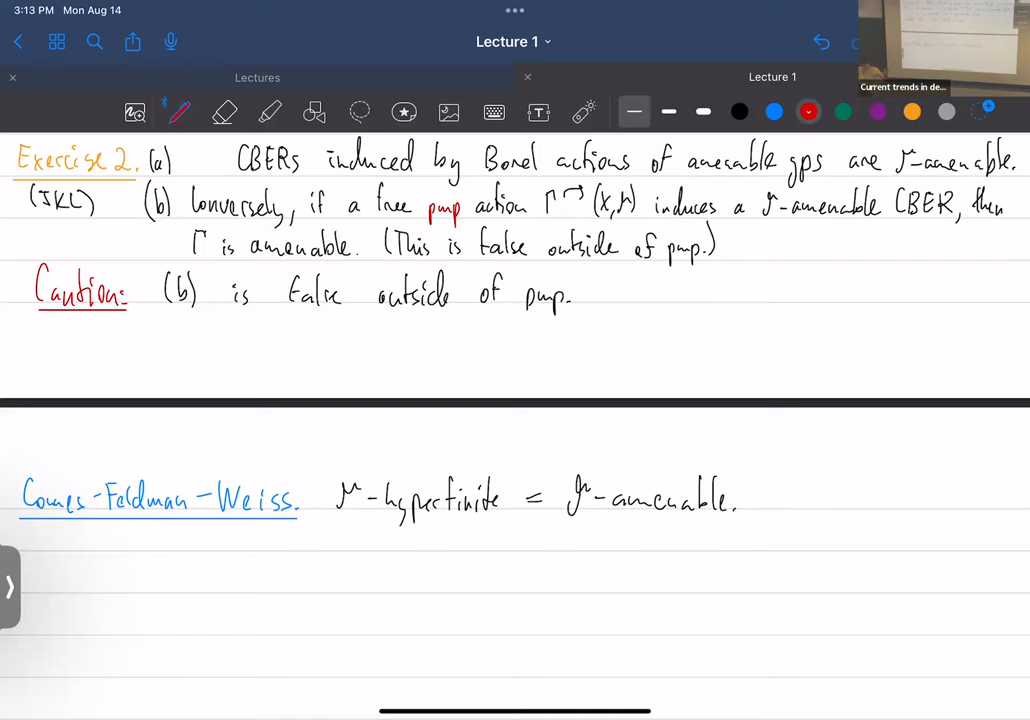 3:13 PM Mon Aug 14
Lecture 1
Lectures
Lecture 1
Current trends in de...
Exercise 2. (a) CBERs induced by Borel actions of amenable gps are μ-amenable.
(JKL) (b) Conversely, if a free pmp action Γ ↷ (X,μ) induces a μ-amenable CBER, then
Γ is amenable. (This is false outside of pmp.)
Caution: (b) is false outside of pmp.
Connes-Feldman-Weiss. μ-hyperfinite = μ-amenable.